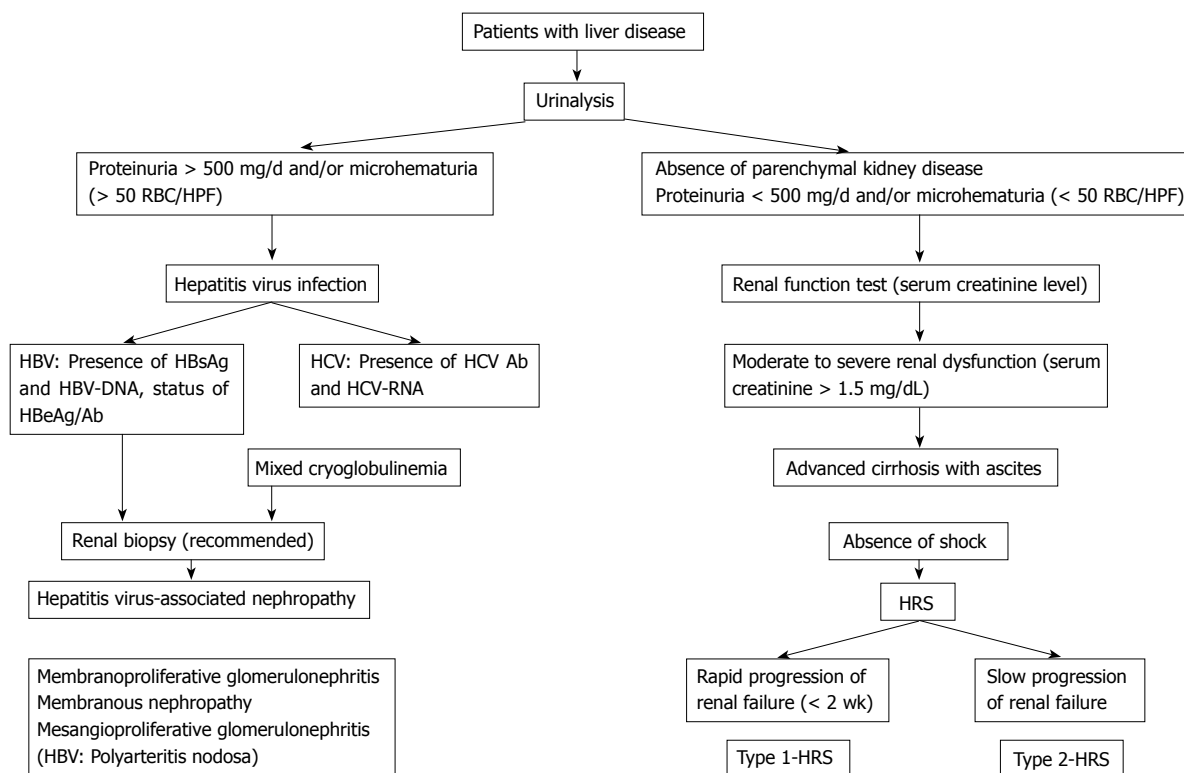 Patients with liver disease
Urinalysis
Proteinuria > 500 mg/d and/or microhematuria
(> 50 RBC/HPF)
Absence of parenchymal kidney disease
Proteinuria < 500 mg/d and/or microhematuria (< 50 RBC/HPF)
Hepatitis virus infection
Renal function test (serum creatinine level)
HBV: Presence of HBsAg
and HBV-DNA, status of
HBeAg/Ab
HCV: Presence of HCV Ab
and HCV-RNA
Moderate to severe renal dysfunction (serum
creatinine > 1.5 mg/dL)
Mixed cryoglobulinemia
Advanced cirrhosis with ascites
Renal biopsy (recommended)
Absence of shock
Hepatitis virus-associated nephropathy
HRS
Membranoproliferative glomerulonephritis
Membranous nephropathy
Mesangioproliferative glomerulonephritis
(HBV: Polyarteritis nodosa)
Rapid progression of
renal failure (< 2 wk)
Slow progression
of renal failure
Type 1-HRS
Type 2-HRS